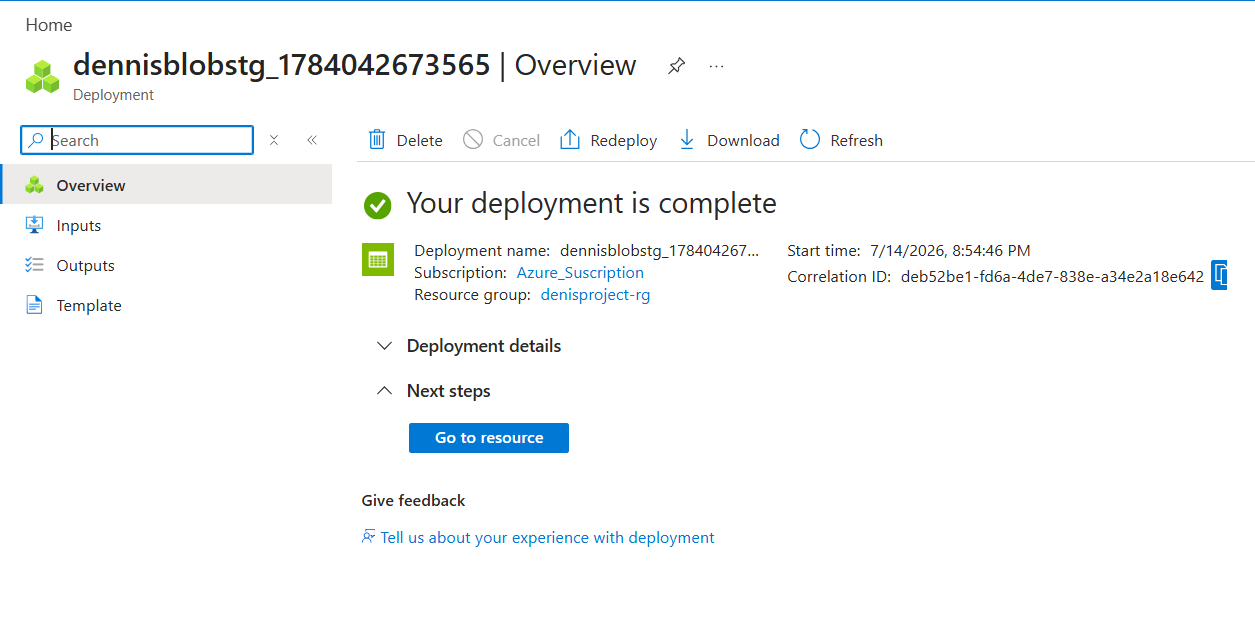 Home
dennisblobstg_1784042673565 | Overview
Deployment
Search
Overview
Inputs
Outputs
Template
Delete Cancel Redeploy Download Refresh
Your deployment is complete
Deployment name: dennisblobstg_178404267... Start time: 7/14/2026, 8:54:46 PM
Subscription: Azure_Suscription Correlation ID: deb52be1-fd6a-4de7-838e-a34e2a18e642
Resource group: denisproject-rg
Deployment details
Next steps
Go to resource
Give feedback
Tell us about your experience with deployment